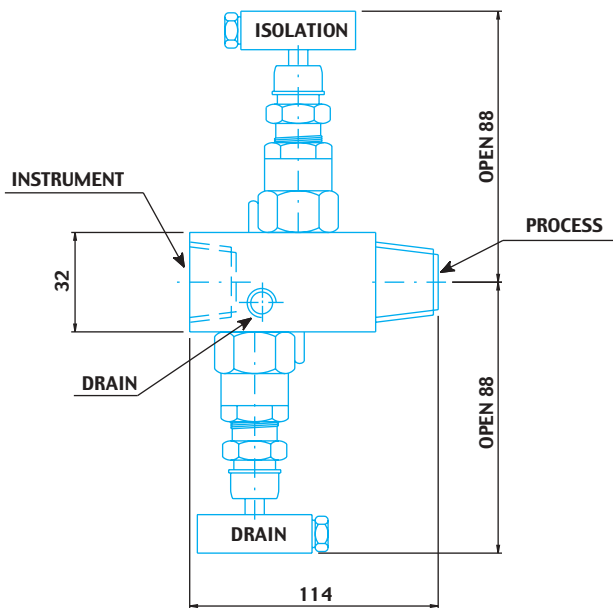 ISOLATION
OPEN 88
INSTRUMENT
PROCESS
32
DRAIN
OPEN 88
DRAIN
114